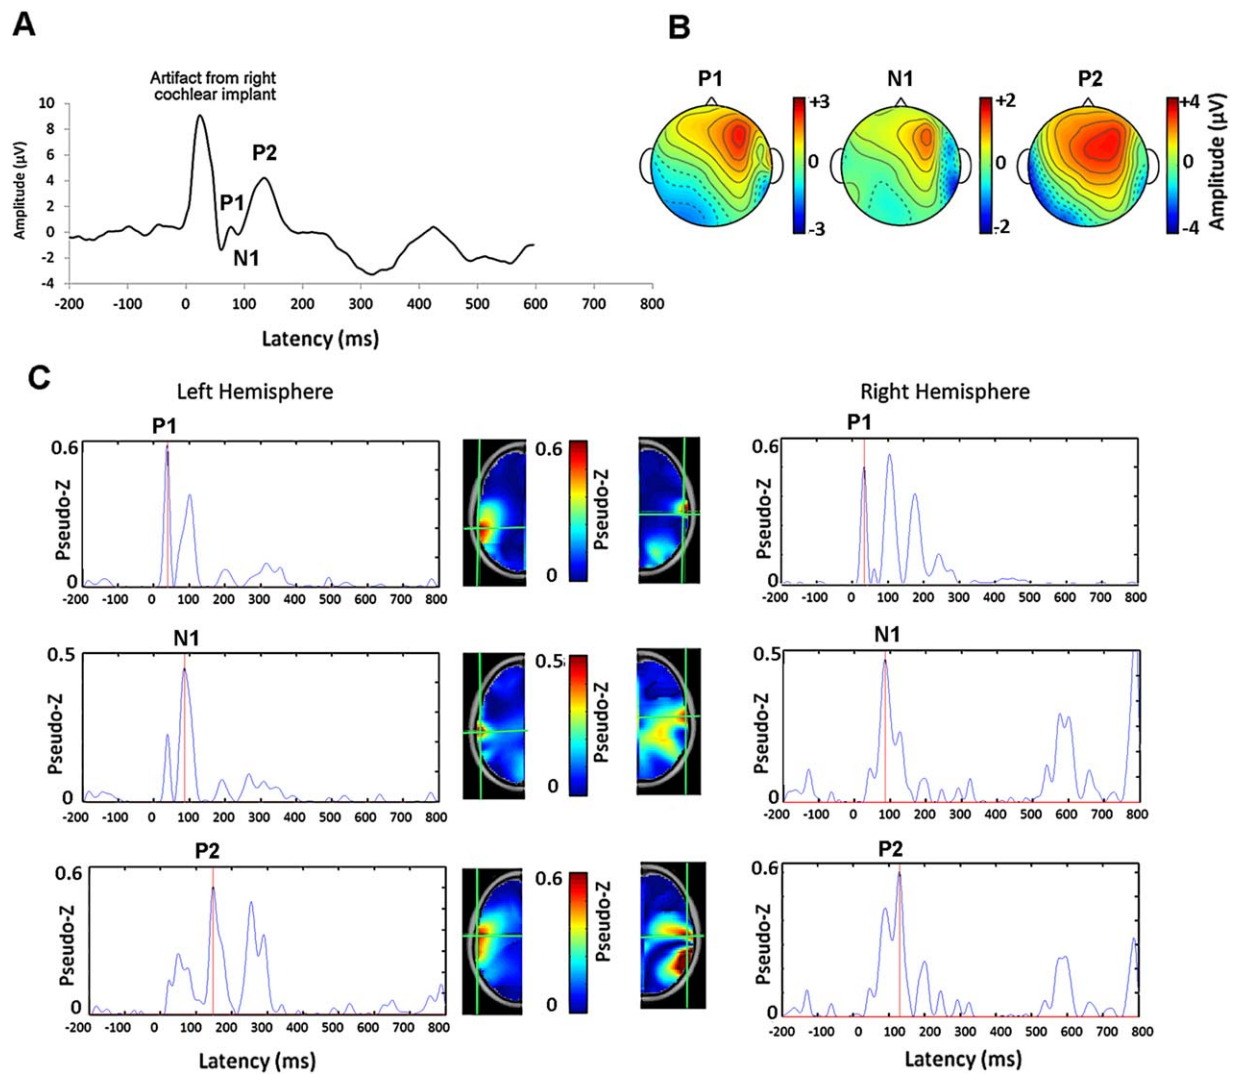 A
Artifact from right
cochlear implant
10
8
6
4
2
0
-2
-4
Amplitude (µV)
P1
N1
P2
-200 -100 0 100 200 300 400 500 600 700 800
Latency (ms)
B
P1 N1 P2
+3
0
-3
+2
0
-2
+4
0
-4
Amplitude (µV)
C
Left Hemisphere
Right Hemisphere
P1
0.6
0
Pseudo-Z
-200 -100 0 100 200 300 400 500 600 700 800
0.6
0
Pseudo-Z
P1
0.6
0
Pseudo-Z
-200 -100 0 100 200 300 400 500 600 700 800
N1
0.5
0
Pseudo-Z
-200 -100 0 100 200 300 400 500 600 700 800
0.5
0
Pseudo-Z
N1
0.5
0
Pseudo-Z
-200 -100 0 100 200 300 400 500 600 700 800
P2
0.6
0
Pseudo-Z
-200 -100 0 100 200 300 400 500 600 700 800
Latency (ms)
0.6
0
Pseudo-Z
P2
0.6
0
Pseudo-Z
-200 -100 0 100 200 300 400 500 600 700 800
Latency (ms)